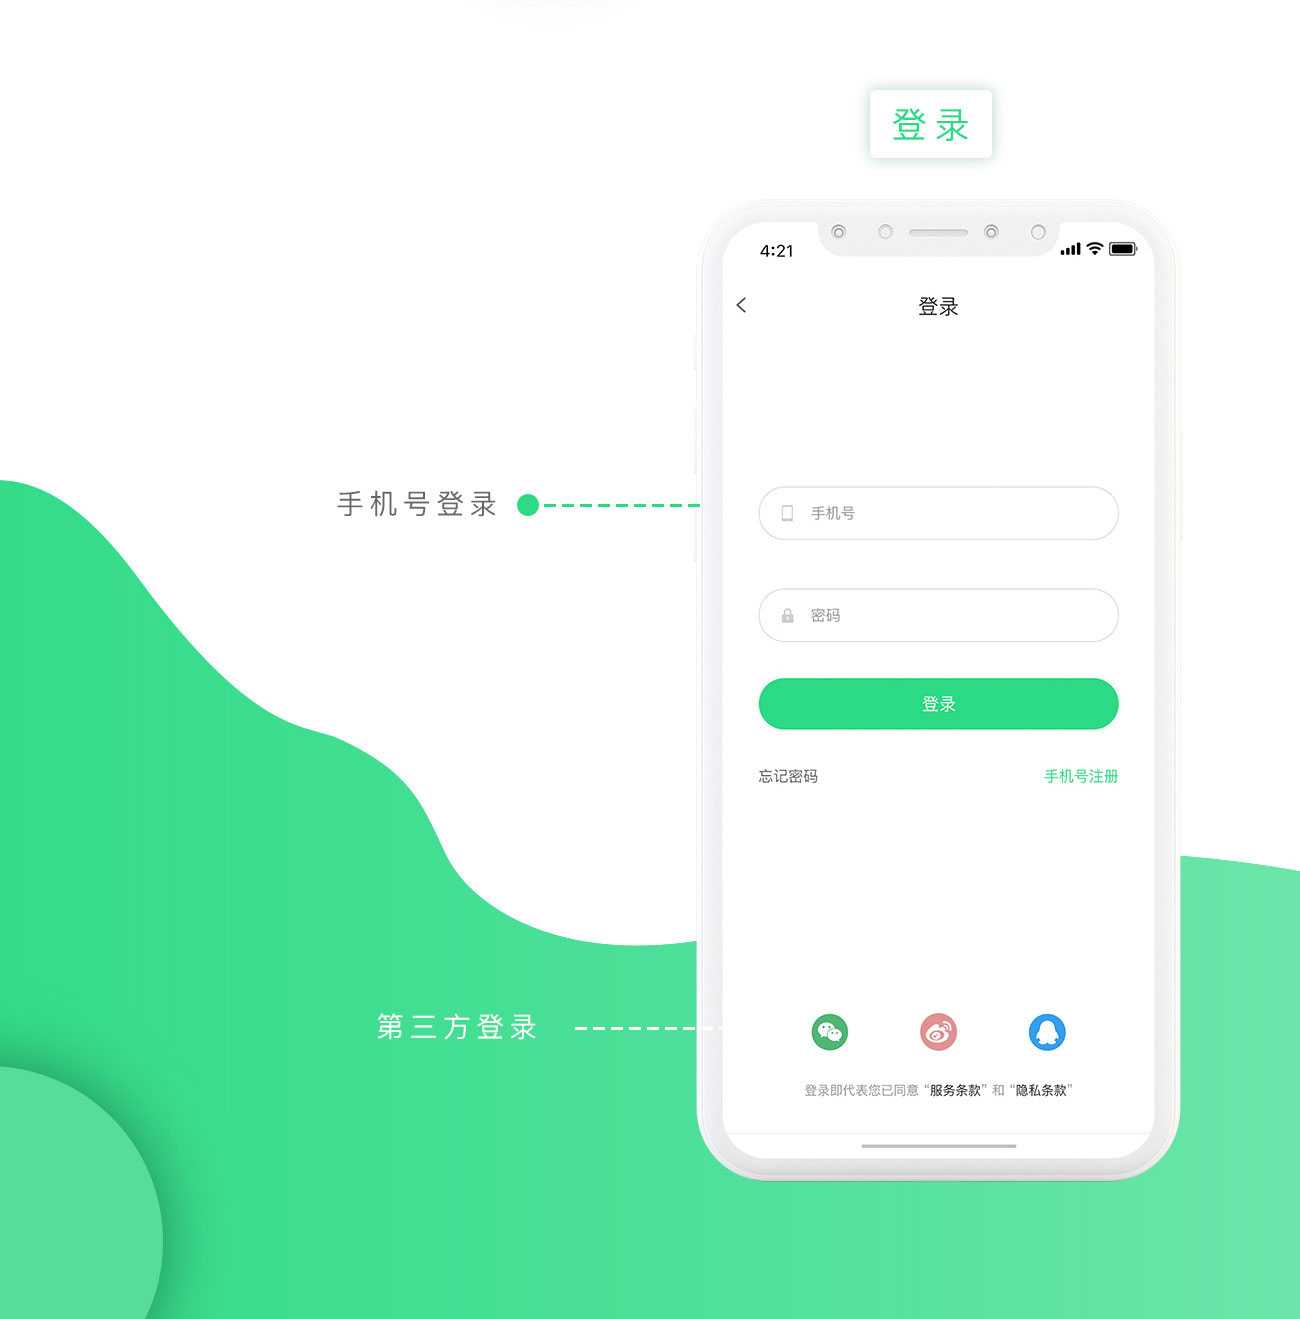 登录
4:21
登录
手机号登录
手机号
密码
登录
忘记密码
手机号注册
第三方登录
登录即代表您已同意“服务条款”和“隐私条款”